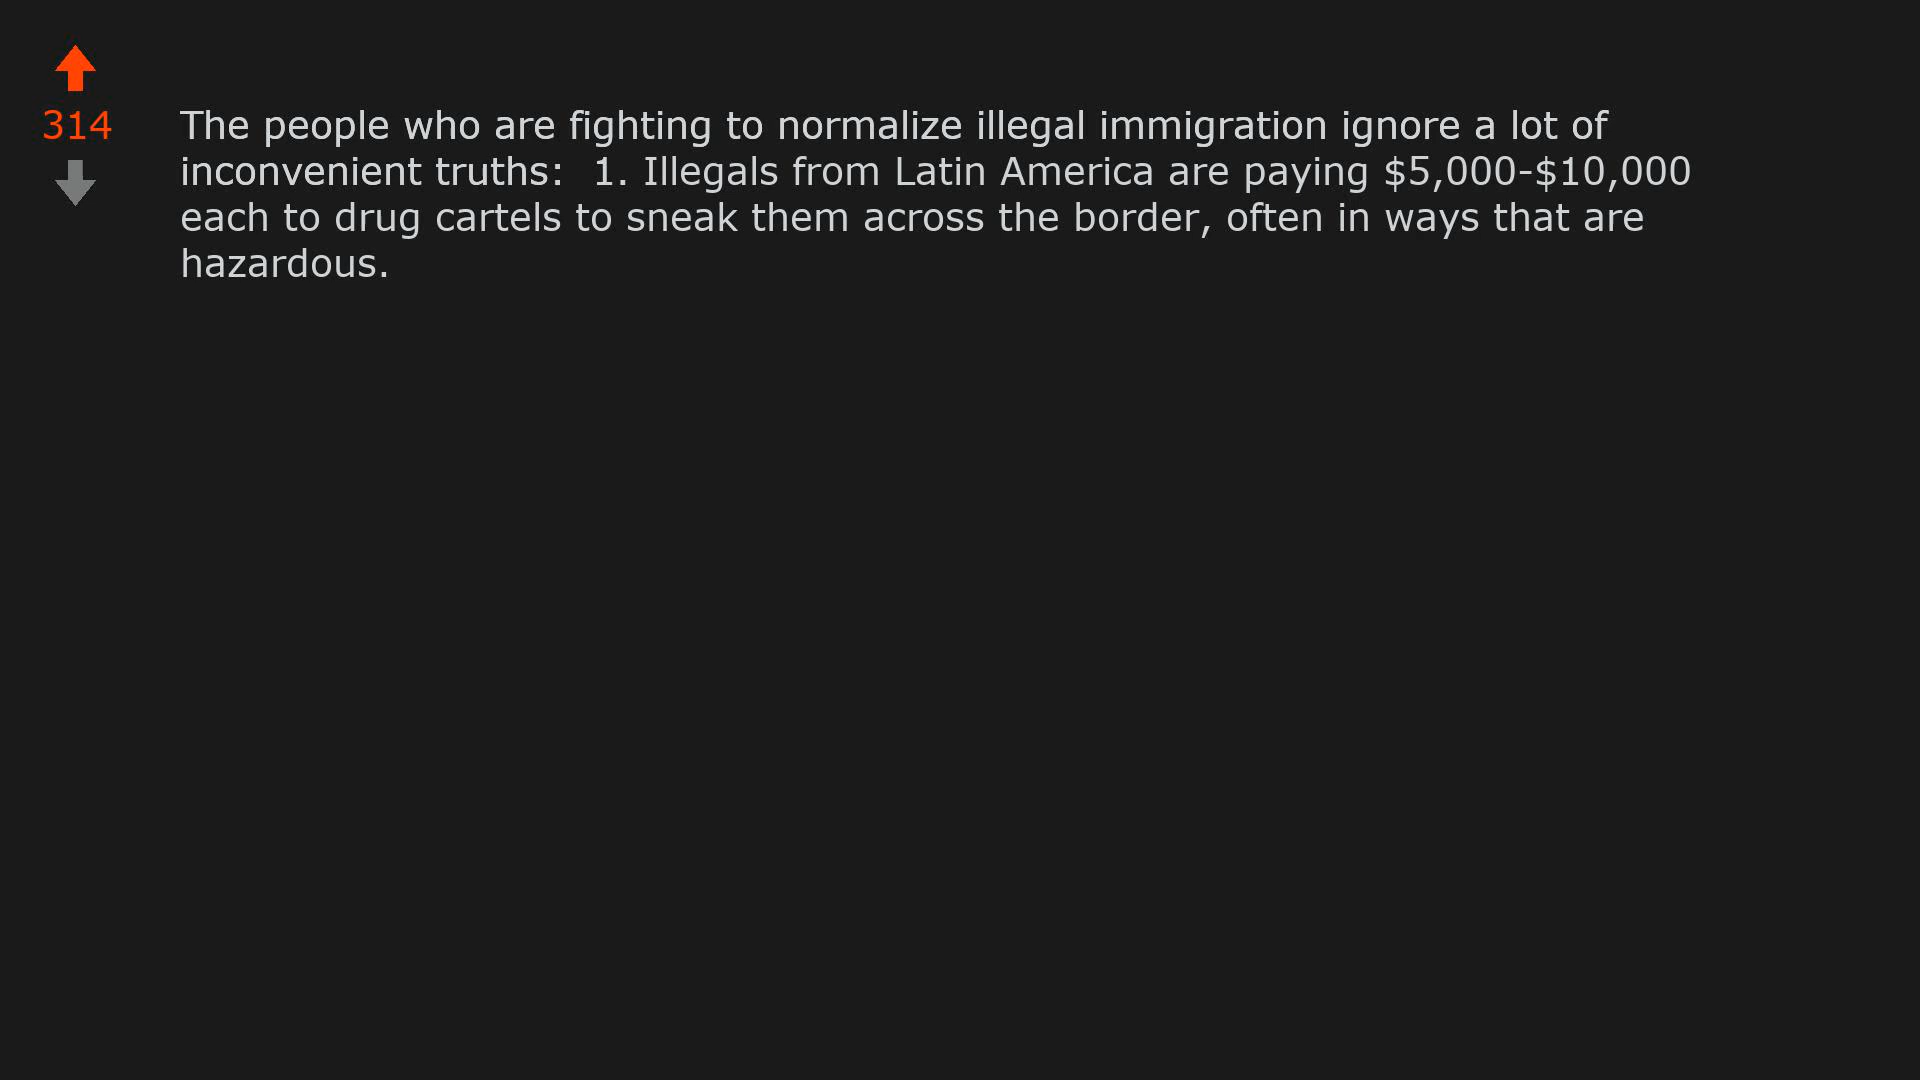 314
The people who are fighting to normalize illegal immigration ignore a lot of
inconvenient truths:  1. Illegals from Latin America are paying $5,000-$10,000
each to drug cartels to sneak them across the border, often in ways that are
hazardous.